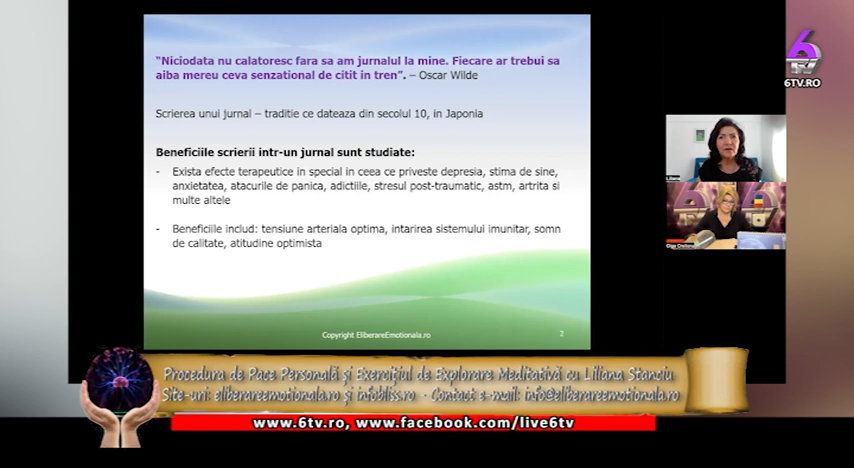 "Niciodata nu calatoresc fara sa am jurnalul la mine. Fiecare ar trebui sa
aiba mereu ceva senzational de citit in tren". – Oscar Wilde
Scrierea unui jurnal – traditie ce dateaza din secolul 10, in Japonia
Beneficiile scrierii intr-un jurnal sunt studiate:
- Exista efecte terapeutice in special in ceea ce priveste depresia, stima de sine,
anxietatea, atacurile de panica, adictiile, stresul post-traumatic, astm, artrita si
multe altele
- Beneficiile includ: tensiune arteriala optima, intarirea sistemului imunitar, somn
de calitate, atitudine optimista
Copyright EliberareEmotionala.ro
2
6TV.RO
Procedura de Pace Personală și Exercițiul de Explorare Meditativă cu Liliana Stanciu
Site-uri: eliberareemotionala.ro și infobliss.ro - Contact e-mail: info@eliberareemotionala.ro
www.6tv.ro, www.facebook.com/live6tv